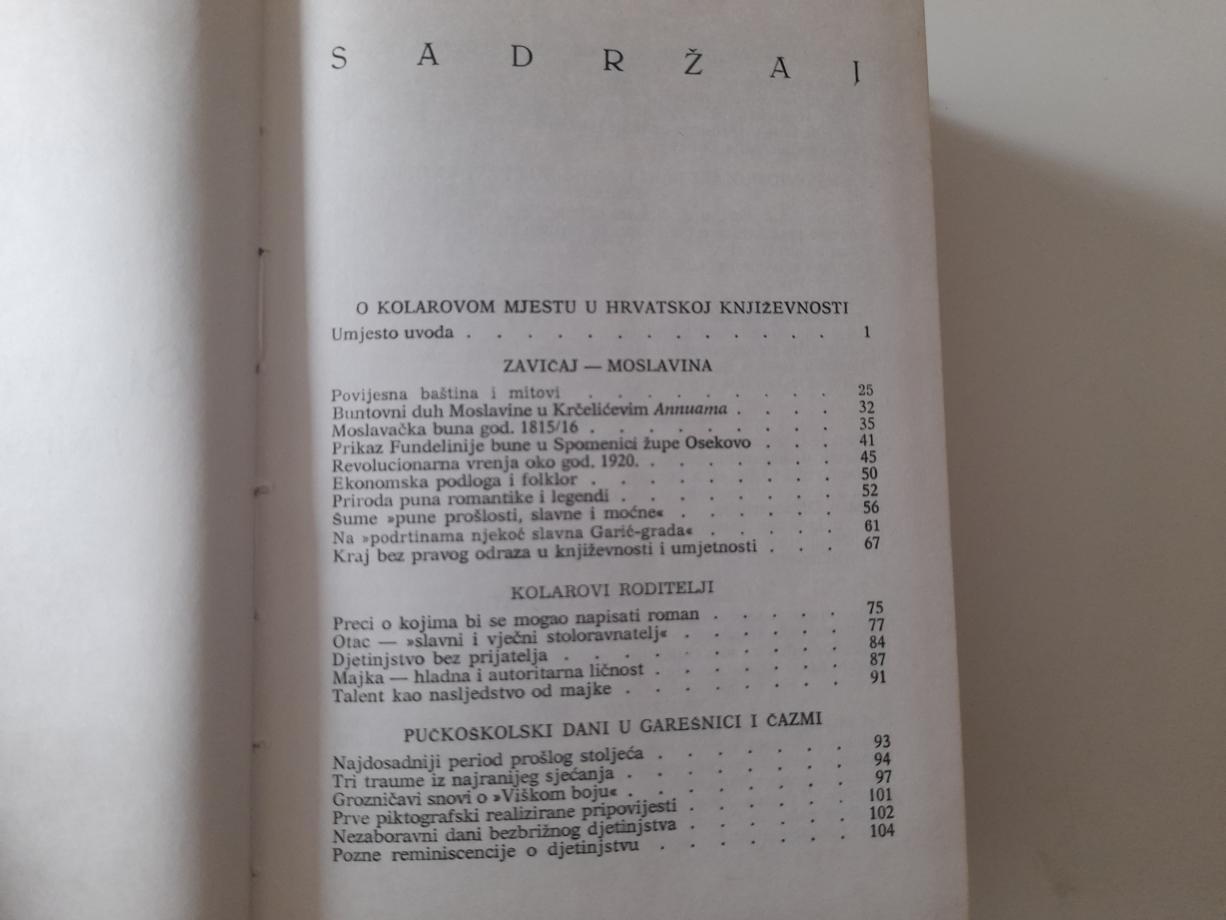 SADRŽAJ
O KOLAROVOM MJESTU U HRVATSKOJ KNJIŽEVNOSTI
Umjesto uvoda . . . . . . . . . . . . . 1
ZAVIČAJ — MOSLAVINA
Povijesna baština i mitovi . . . . . . . . . 25
Buntovni duh Moslavine u Krčelićevim Annuama . . . . 32
Moslavačka buna god. 1815/16 . . . . . . . . . 35
Prikaz Fundelinije bune u Spomenici župe Osekovo . . . 41
Revolucionarna vrenja oko god. 1920. . . . . . . . 45
Ekonomska podloga i folklor . . . . . . . . . 50
Priroda puna romantike i legendi . . . . . . . . 52
Šume »pune prošlosti, slavne i moćne« . . . . . . 56
Na »podrtinama njekoć slavna Garić-grada« . . . . . 61
Kraj bez pravog odraza u književnosti i umjetnosti . . . 67
KOLAROVI RODITELJI
Preci o kojima bi se mogao napisati roman . . . . . 75
Otac — »slavni i vječni stoloravnatelj« . . . . . . 77
Djetinjstvo bez prijatelja . . . . . . . . . . 84
Majka — hladna i autoritarna ličnost . . . . . . . 87
Talent kao nasljedstvo od majke . . . . . . . . 91
PUČKOŠKOLSKI DANI U GAREŠNICI I ČAZMI
Najdosadniji period prošlog stoljeća . . . . . . . 93
Tri traume iz najranijeg sjećanja . . . . . . . . 94
Grozničavi snovi o »Viškom boju« . . . . . . . . 97
Prve piktografski realizirane pripovijesti . . . . . . 101
Nezaboravni dani bezbrižnog djetinjstva . . . . . . 102
Pozne reminiscencije o djetinjstvu . . . . . . . 104